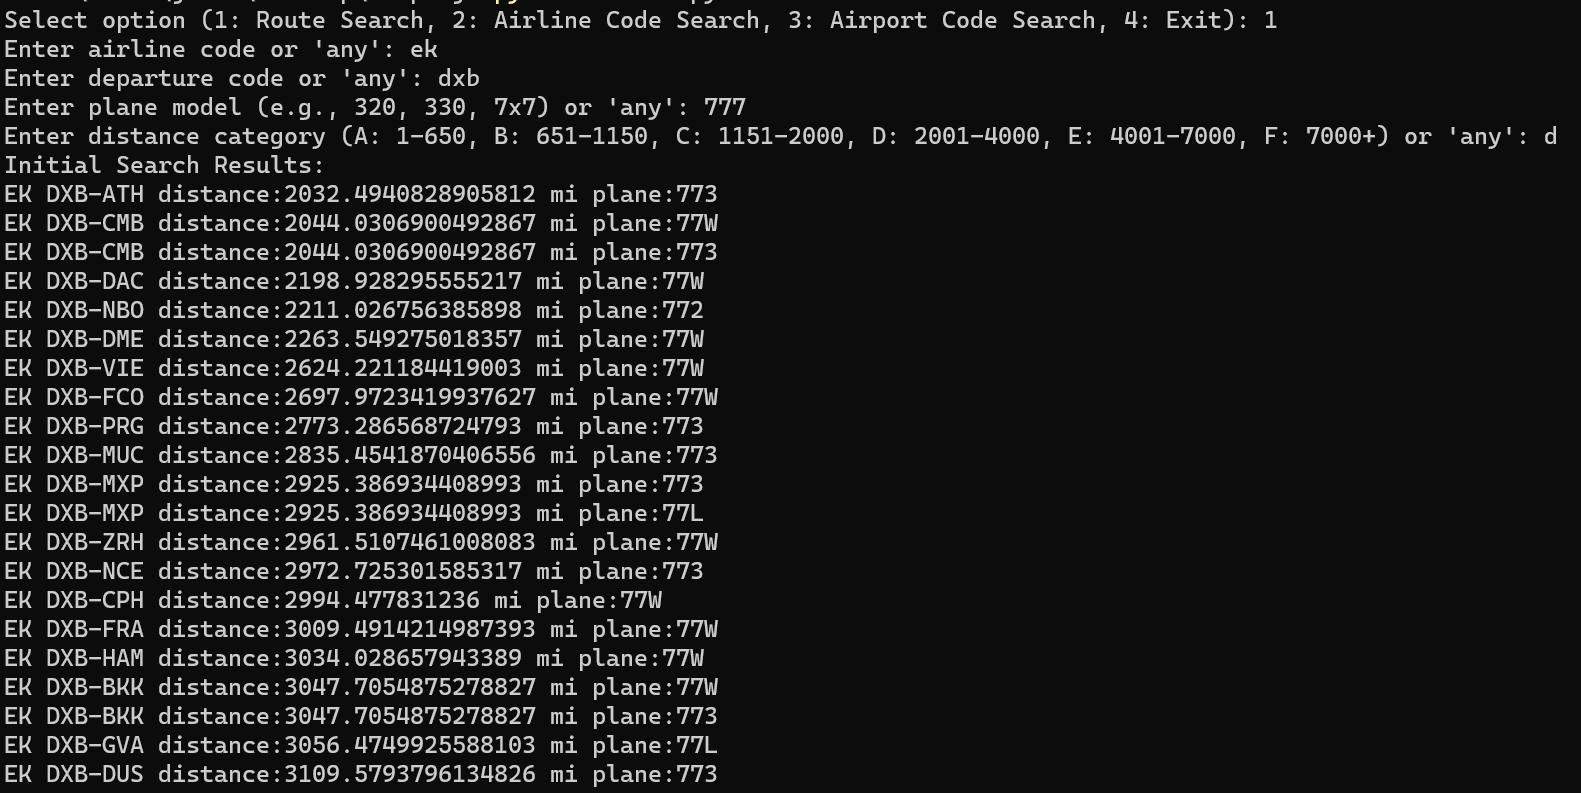 Select option (1: Route Search, 2: Airline Code Search, 3: Airport Code Search, 4: Exit): 1
Enter airline code or 'any': ek
Enter departure code or 'any': dxb
Enter plane model (e.g., 320, 330, 7x7) or 'any': 777
Enter distance category (A: 1-650, B: 651-1150, C: 1151-2000, D: 2001-4000, E: 4001-7000, F: 7000+) or 'any': d
Initial Search Results:
EK DXB-ATH distance:2032.4940828905812 mi plane:773
EK DXB-CMB distance:2044.0306900492867 mi plane:77W
EK DXB-CMB distance:2044.0306900492867 mi plane:773
EK DXB-DAC distance:2198.928295555217 mi plane:77W
EK DXB-NBO distance:2211.026756385898 mi plane:772
EK DXB-DME distance:2263.549275018357 mi plane:77W
EK DXB-VIE distance:2624.221184419003 mi plane:77W
EK DXB-FCO distance:2697.9723419937627 mi plane:77W
EK DXB-PRG distance:2773.286568724793 mi plane:773
EK DXB-MUC distance:2835.4541870406556 mi plane:773
EK DXB-MXP distance:2925.386934408993 mi plane:773
EK DXB-MXP distance:2925.386934408993 mi plane:77L
EK DXB-ZRH distance:2961.5107461008083 mi plane:77W
EK DXB-NCE distance:2972.725301585317 mi plane:773
EK DXB-CPH distance:2994.477831236 mi plane:77W
EK DXB-FRA distance:3009.4914214987393 mi plane:77W
EK DXB-HAM distance:3034.028657943389 mi plane:77W
EK DXB-BKK distance:3047.7054875278827 mi plane:77W
EK DXB-BKK distance:3047.7054875278827 mi plane:773
EK DXB-GVA distance:3056.4749925588103 mi plane:77L
EK DXB-DUS distance:3109.5793796134826 mi plane:773